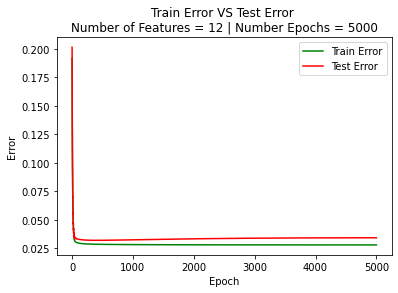 Train Error VS Test Error
Number of Features = 12 | Number Epochs = 5000
Train Error
Test Error
0.200
0.175
0.150
0.125
0.100
0.075
0.050
0.025
Error
0 1000 2000 3000 4000 5000
Epoch